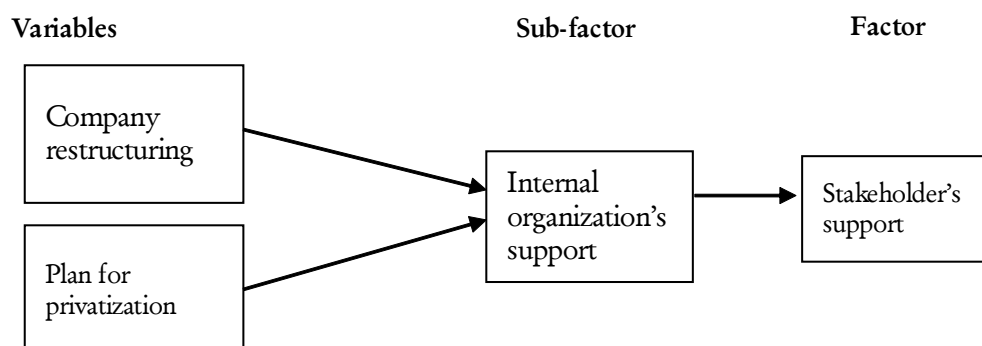 Variables
Sub-factor
Factor
Company
restructuring
Plan for
privatization
Internal
organization’s
support
Stakeholder’s
support